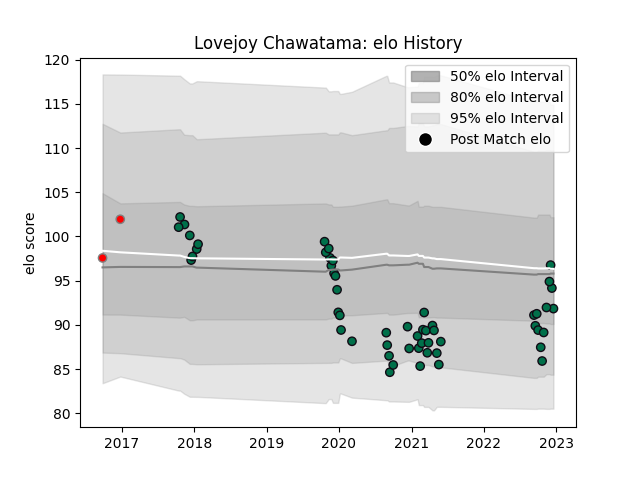 Lovejoy Chawatama: elo History
120
115
110
105
100
95
90
85
80
elo score
50% elo Interval
80% elo Interval
95% elo Interval
Post Match elo
2017 2018 2019 2020 2021 2022 2023